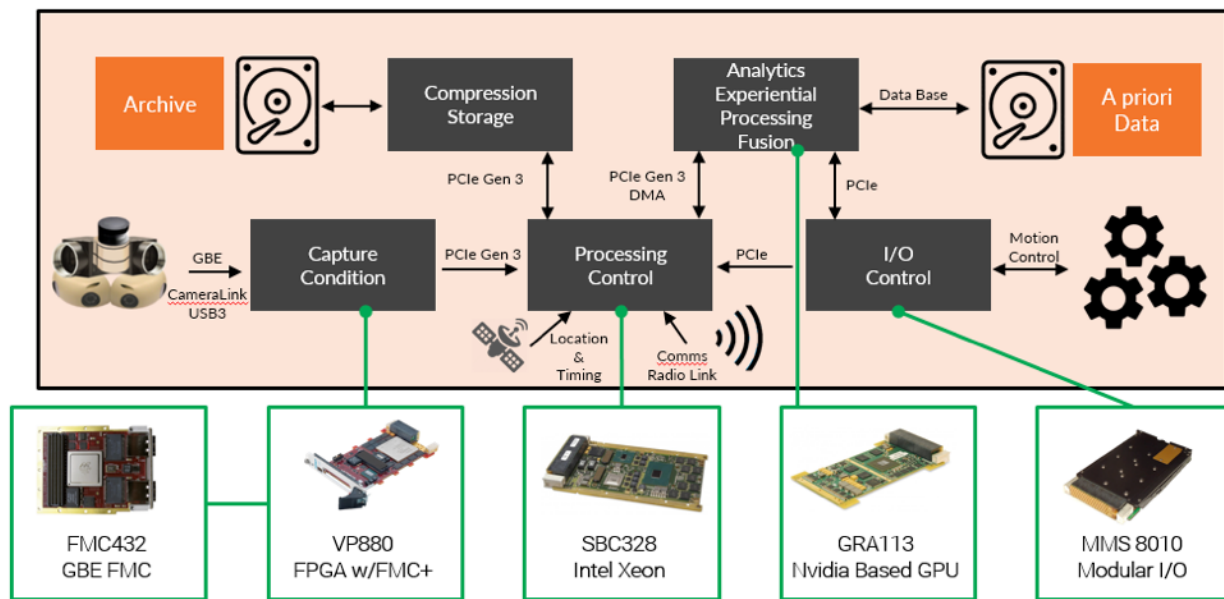 Archive
Compression
Storage
Analytics
Experiential
Processing
Fusion
Data Base
A priori
Data
PCIe Gen 3
PCIe Gen 3
DMA
PCIe
GBE
CameraLink
USB3
Capture
Condition
PCIe Gen 3
Processing
Control
PCIe
I/O
Control
Motion
Control
Location
&
Timing
Comms
Radio Link
FMC432
GBE FMC
VP880
FPGA w/FMC+
SBC328
Intel Xeon
GRA113
Nvidia Based GPU
MMS 8010
Modular I/O